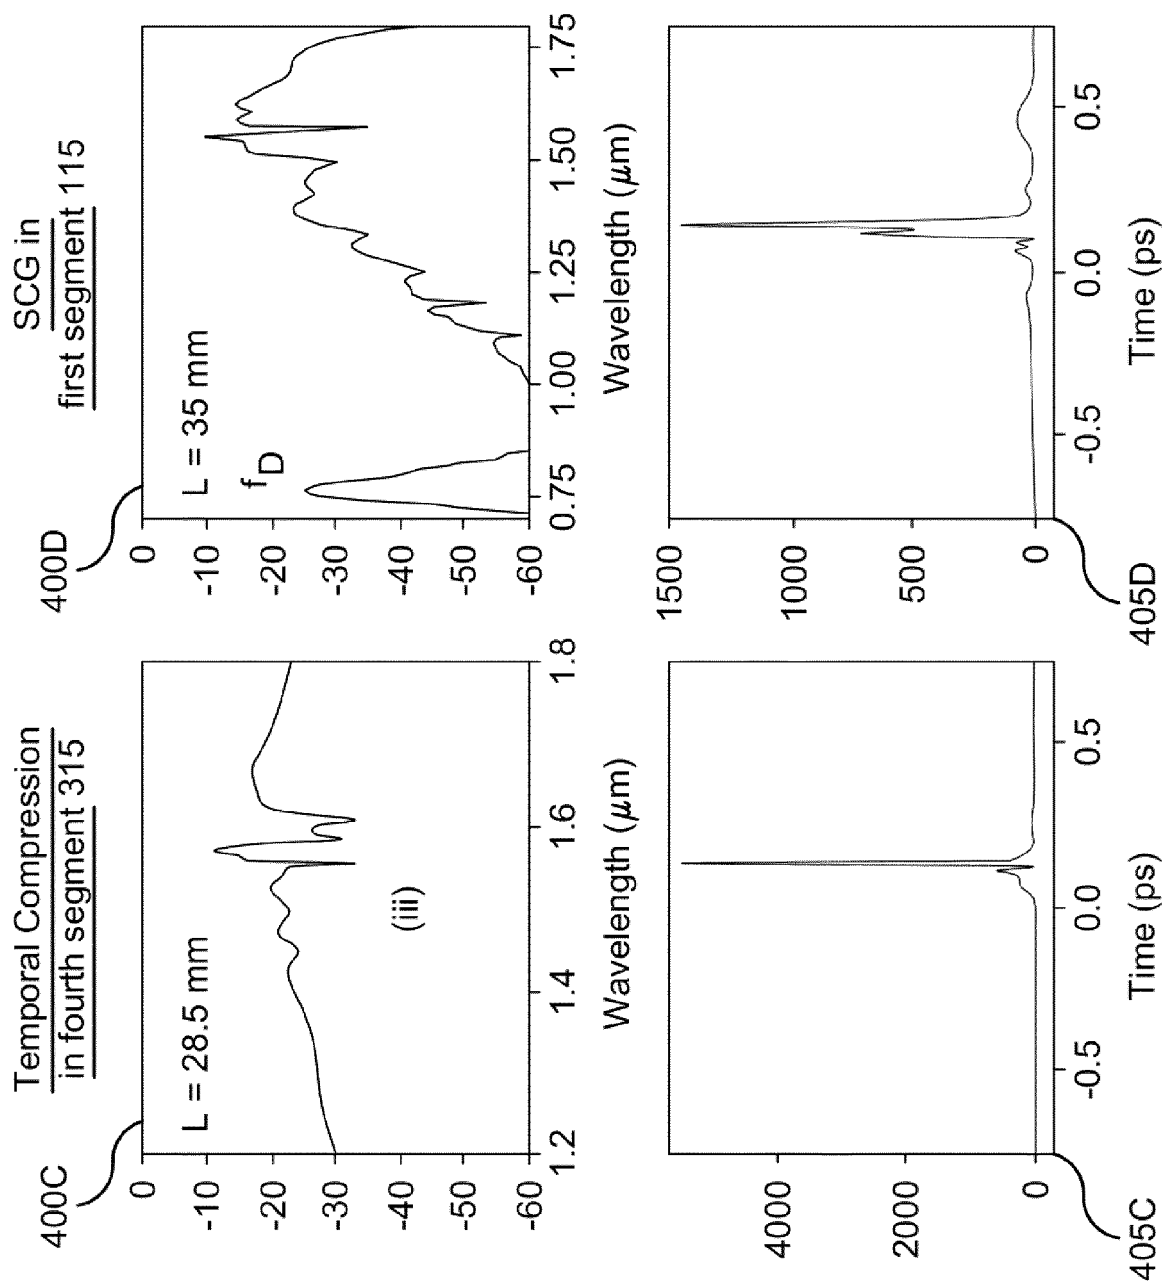 400C
Temporal Compression
in fourth segment 315
0
-10
-20
-30
-40
-50
-60
L = 28.5 mm
(iii)
1.2
1.4
1.6
1.8
Wavelength (μm)
400D
SCG in
first segment 115
0
-10
-20
-30
-40
-50
-60
L = 35 mm
fD
0.75
1.00
1.25
1.50
1.75
Wavelength (μm)
4000
2000
0
-0.5
0.0
0.5
Time (ps)
405C
1500
1000
500
0
-0.5
0.0
0.5
Time (ps)
405D